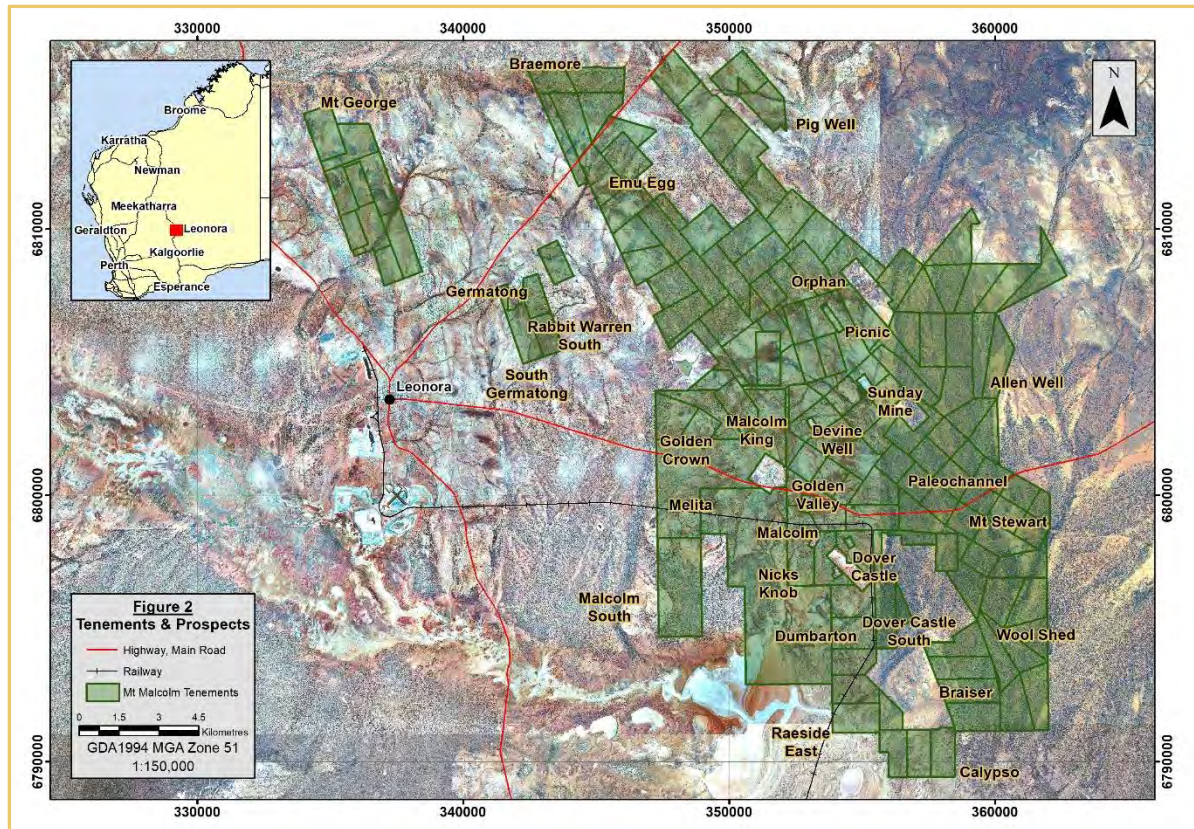 330000
340000
350000
360000
Broome
Karratha
Newman
Meekatharra
Geraldton
Leonora
Kalgoorlie
Perth
Esperance
Mt George
Braemore
N
Pig Well
Emu Egg
6810000
6810000
Orphan
Germatong
Rabbit Warren
South
Picnic
South
Germatong
Leonora
Allen Well
Sunday
Mine
Malcolm
King
Devine
Well
Golden
Crown
Paleochannel
Golden
Valley
6800000
6800000
Melita
Mt Stewart
Malcolm
Dover
Castle
Nicks
Knob
Malcolm
South
Dumbarton
Dover Castle
South
Wool Shed
Braiser
Raeside
East
Calypso
6790000
6790000
Figure 2
Tenements & Prospects
Highway, Main Road
Railway
Mt Malcolm Tenements
0 1.5 3 4.5
Kilometres
GDA1994 MGA Zone 51
1:150,000
330000
340000
350000
360000